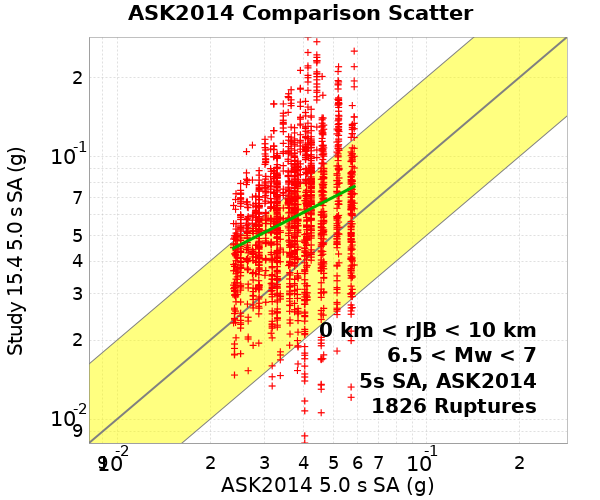 ASK2014 Comparison Scatter
Study 15.4 5.0 s SA (g)
2
10-1
7
5
4
3
2
10-2
9
0 km < rJB < 10 km
6.5 < Mw < 7
5s SA, ASK2014
1826 Ruptures
9 10-2 2 3 4 5 6 7 10-1 2
ASK2014 5.0 s SA (g)